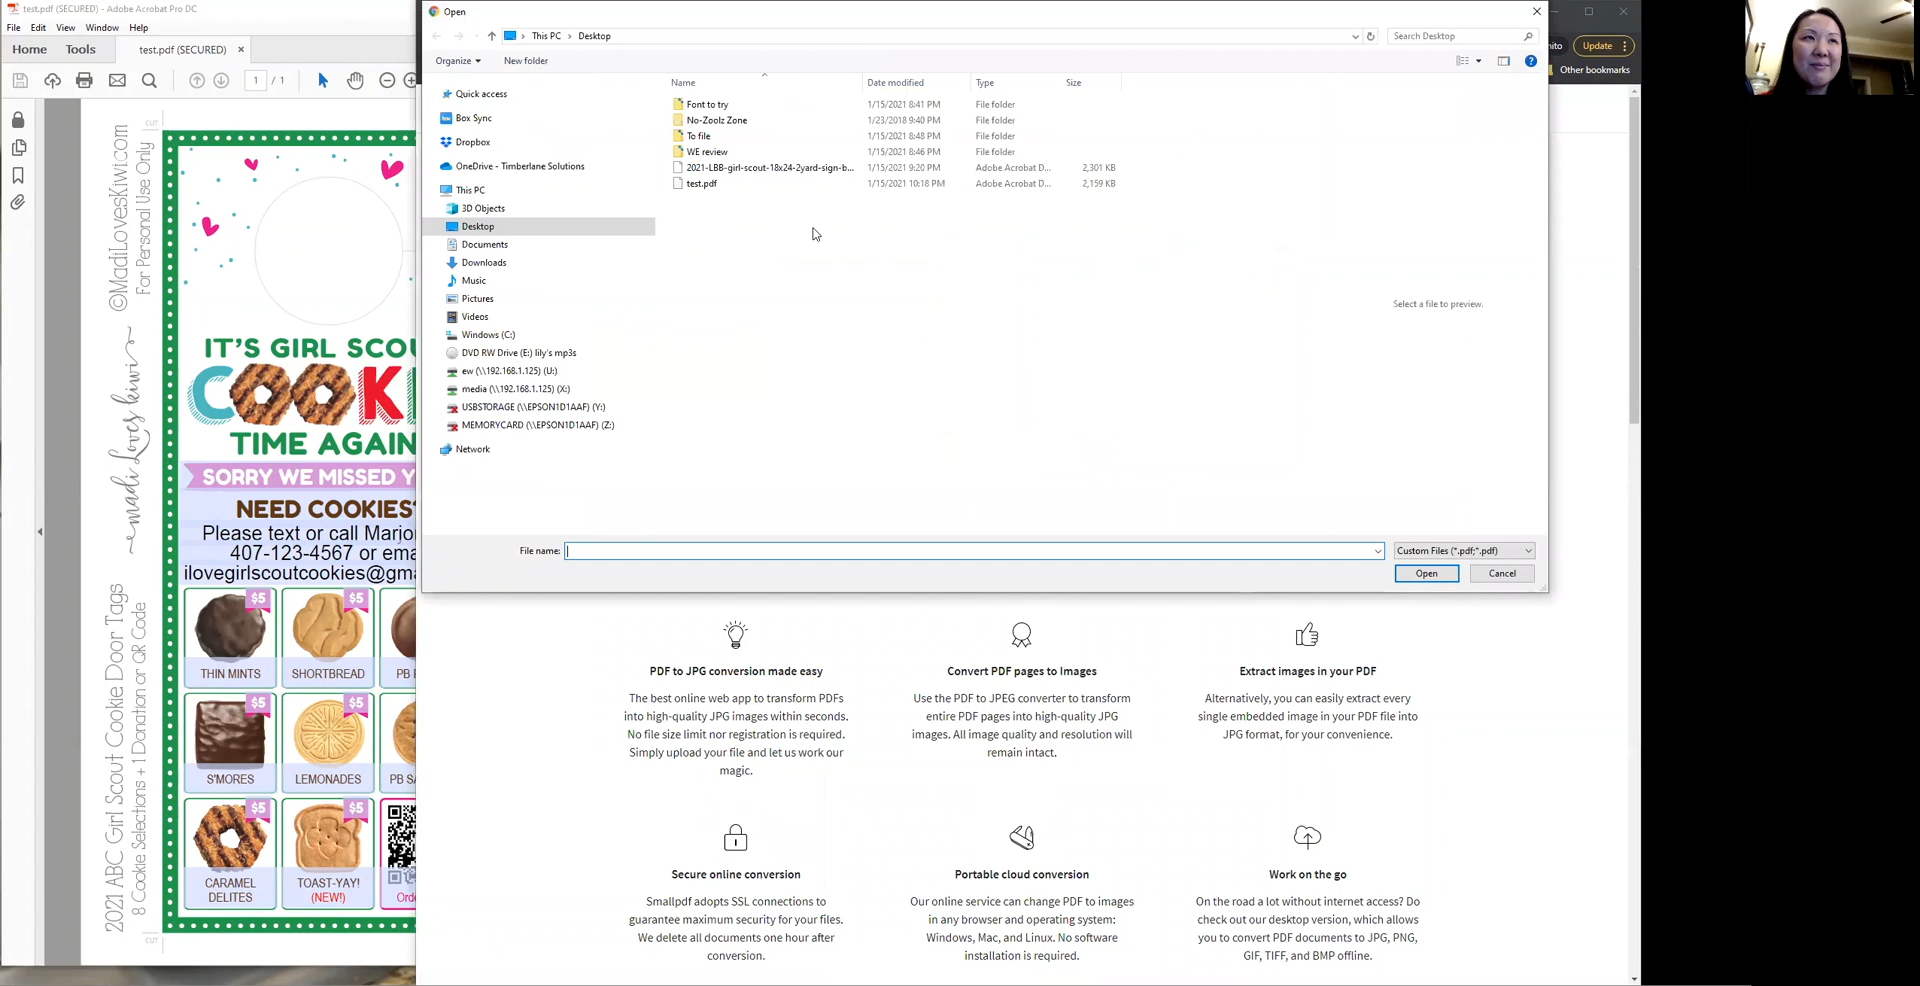 test.pdf (SECURED) - Adobe Acrobat Pro DC
File Edit View Window Help
Home Tools test.pdf (SECURED) ×
1 / 1
CUT
©MadiLovesKiwi.com
For Personal Use Only
madi loves kiwi
2021 ABC Girl Scout Cookie Door Tags
8 Cookie Selections + 1 Donation or QR Code
CUT
IT'S GIRL SCOU
COOK
TIME AGAIN
SORRY WE MISSED Y
NEED COOKIES?
Please text or call Marjor
407-123-4567 or ema
ilovegirlscoutcookies@gma
$5 $5
THIN MINTS SHORTBREAD PB
$5 $5
S'MORES LEMONADES PB SA
$5 $5
CARAMEL DELITES
TOAST-YAY! (NEW!)
Orde
Open
This PC > Desktop
Search Desktop
Organize New folder
Quick access
Box Sync
Dropbox
OneDrive - Timberlane Solutions
This PC
3D Objects
Desktop
Documents
Downloads
Music
Pictures
Videos
Windows (C:)
DVD RW Drive (E:) lily's mp3s
ew (\\192.168.1.125) (U:)
media (\\192.168.1.125) (X:)
USBSTORAGE (\\EPSON1D1AAF) (Y:)
MEMORYCARD (\\EPSON1D1AAF) (Z:)
Network
Name Date modified Type Size
Font to try 1/15/2021 8:41 PM File folder
No-Zoolz Zone 1/23/2018 9:40 PM File folder
To file 1/15/2021 8:48 PM File folder
WE review 1/15/2021 8:46 PM File folder
2021-LBB-girl-scout-18x24-2yard-sign-b... 1/15/2021 9:20 PM Adobe Acrobat D... 2,301 KB
test.pdf 1/15/2021 10:18 PM Adobe Acrobat D... 2,159 KB
Select a file to preview.
File name:
Custom Files (*.pdf;*.pdf)
Open Cancel
nito Update
Other bookmarks
PDF to JPG conversion made easy
The best online web app to transform PDFs
into high-quality JPG images within seconds.
No file size limit nor registration is required.
Simply upload your file and let us work our
magic.
Convert PDF pages to Images
Use the PDF to JPEG converter to transform
entire PDF pages into high-quality JPG
images. All image quality and resolution will
remain intact.
Extract images in your PDF
Alternatively, you can easily extract every
single embedded image in your PDF file into
JPG format, for your convenience.
Secure online conversion
Smallpdf adopts SSL connections to
guarantee maximum security for your files.
We delete all documents one hour after
conversion.
Portable cloud conversion
Our online service can change PDF to images
in any browser and operating system:
Windows, Mac, and Linux. No software
installation is required.
Work on the go
On the road a lot without internet access? Do
check out our desktop version, which allows
you to convert PDF documents to JPG, PNG,
GIF, TIFF, and BMP offline.